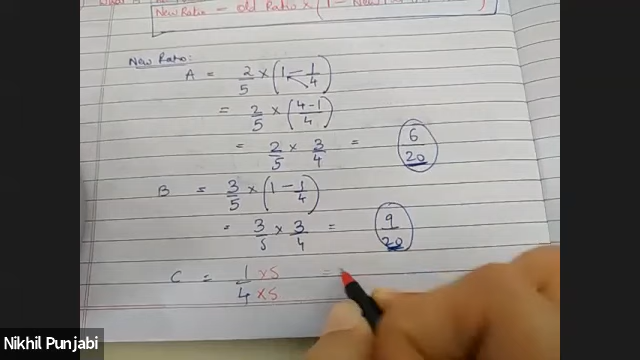 New Ratio = old Ratio × (1 -
New Ratio:
A = 2/5 × (1 - 1/4)
= 2/5 × (4-1/4)
= 2/5 × 3/4 = 6/20
B = 3/5 × (1 - 1/4)
= 3/5 × 3/4 = 9/20
C = 1/4 ×5/×5 =
Nikhil Punjabi